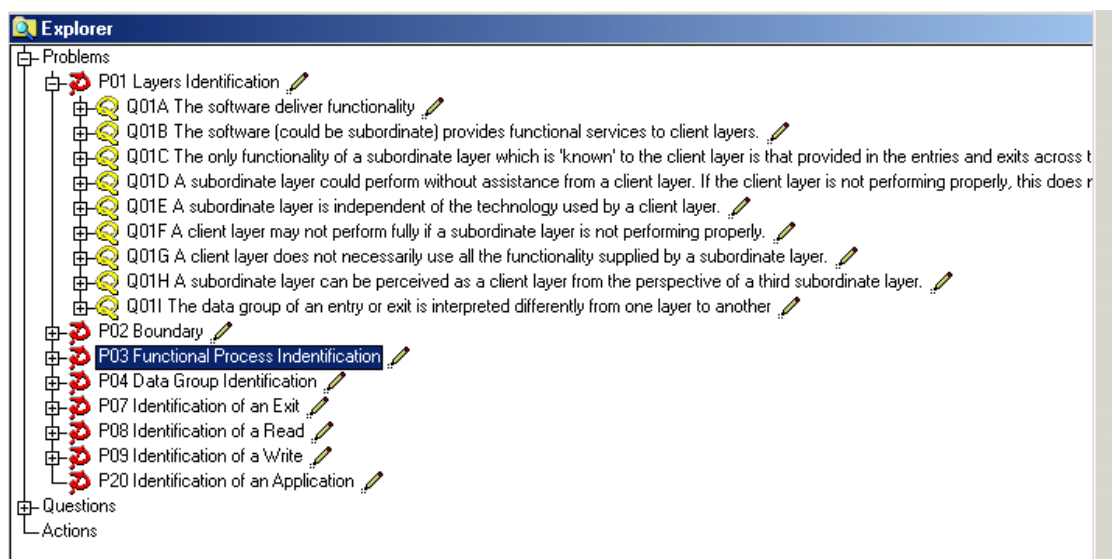 Explorer
Problems
P01 Layers Identification
Q01A The software deliver functionality
Q01B The software (could be subordinate) provides functional services to client layers.
Q01C The only functionality of a subordinate layer which is 'known' to the client layer is that provided in the entries and exits across t
Q01D A subordinate layer could perform without assistance from a client layer. If the client layer is not performing properly, this does r
Q01E A subordinate layer is independent of the technology used by a client layer.
Q01F A client layer may not perform fully if a subordinate layer is not performing properly.
Q01G A client layer does not necessarily use all the functionality supplied by a subordinate layer.
Q01H A subordinate layer can be perceived as a client layer from the perspective of a third subordinate layer.
Q01I The data group of an entry or exit is interpreted differently from one layer to another
P02 Boundary
P03 Functional Process Indentification
P04 Data Group Identification
P07 Identification of an Exit
P08 Identification of a Read
P09 Identification of a Write
P20 Identification of an Application
Questions
Actions